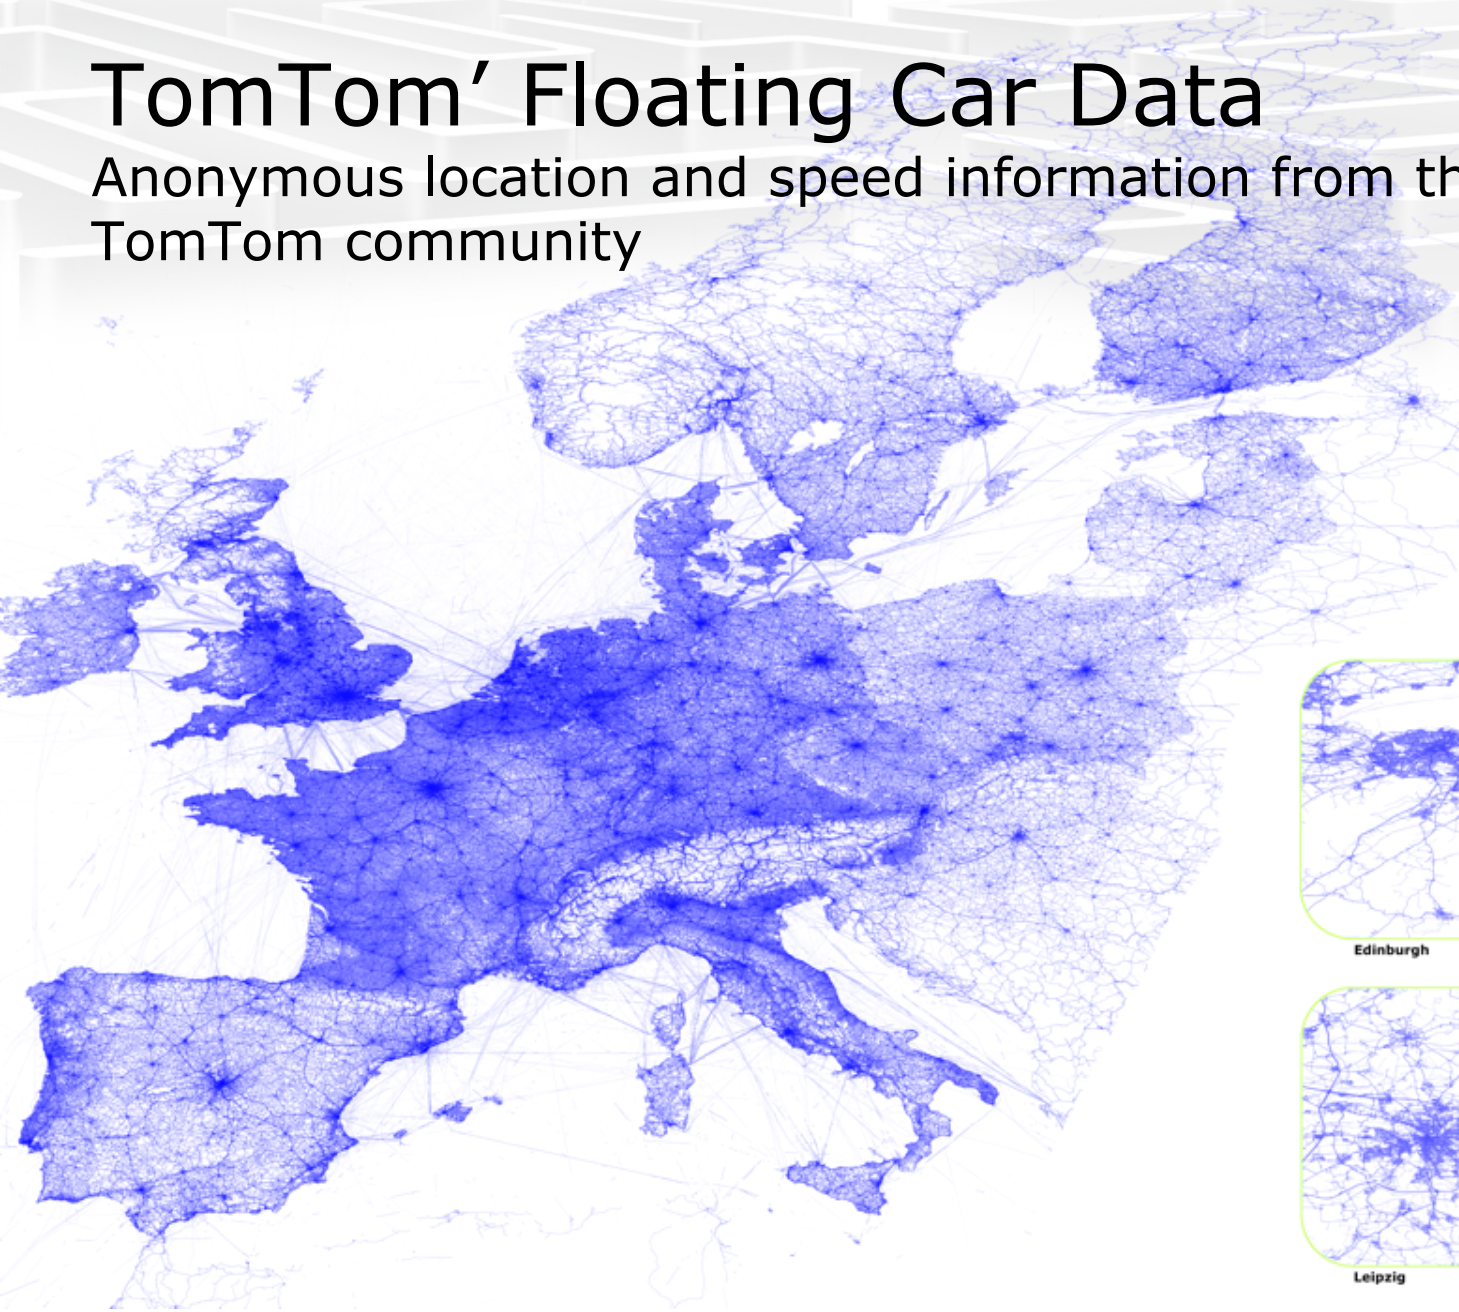 TomTom’ Floating Car Data
Anonymous location and speed information from th
TomTom community
Edinburgh
Leipzig